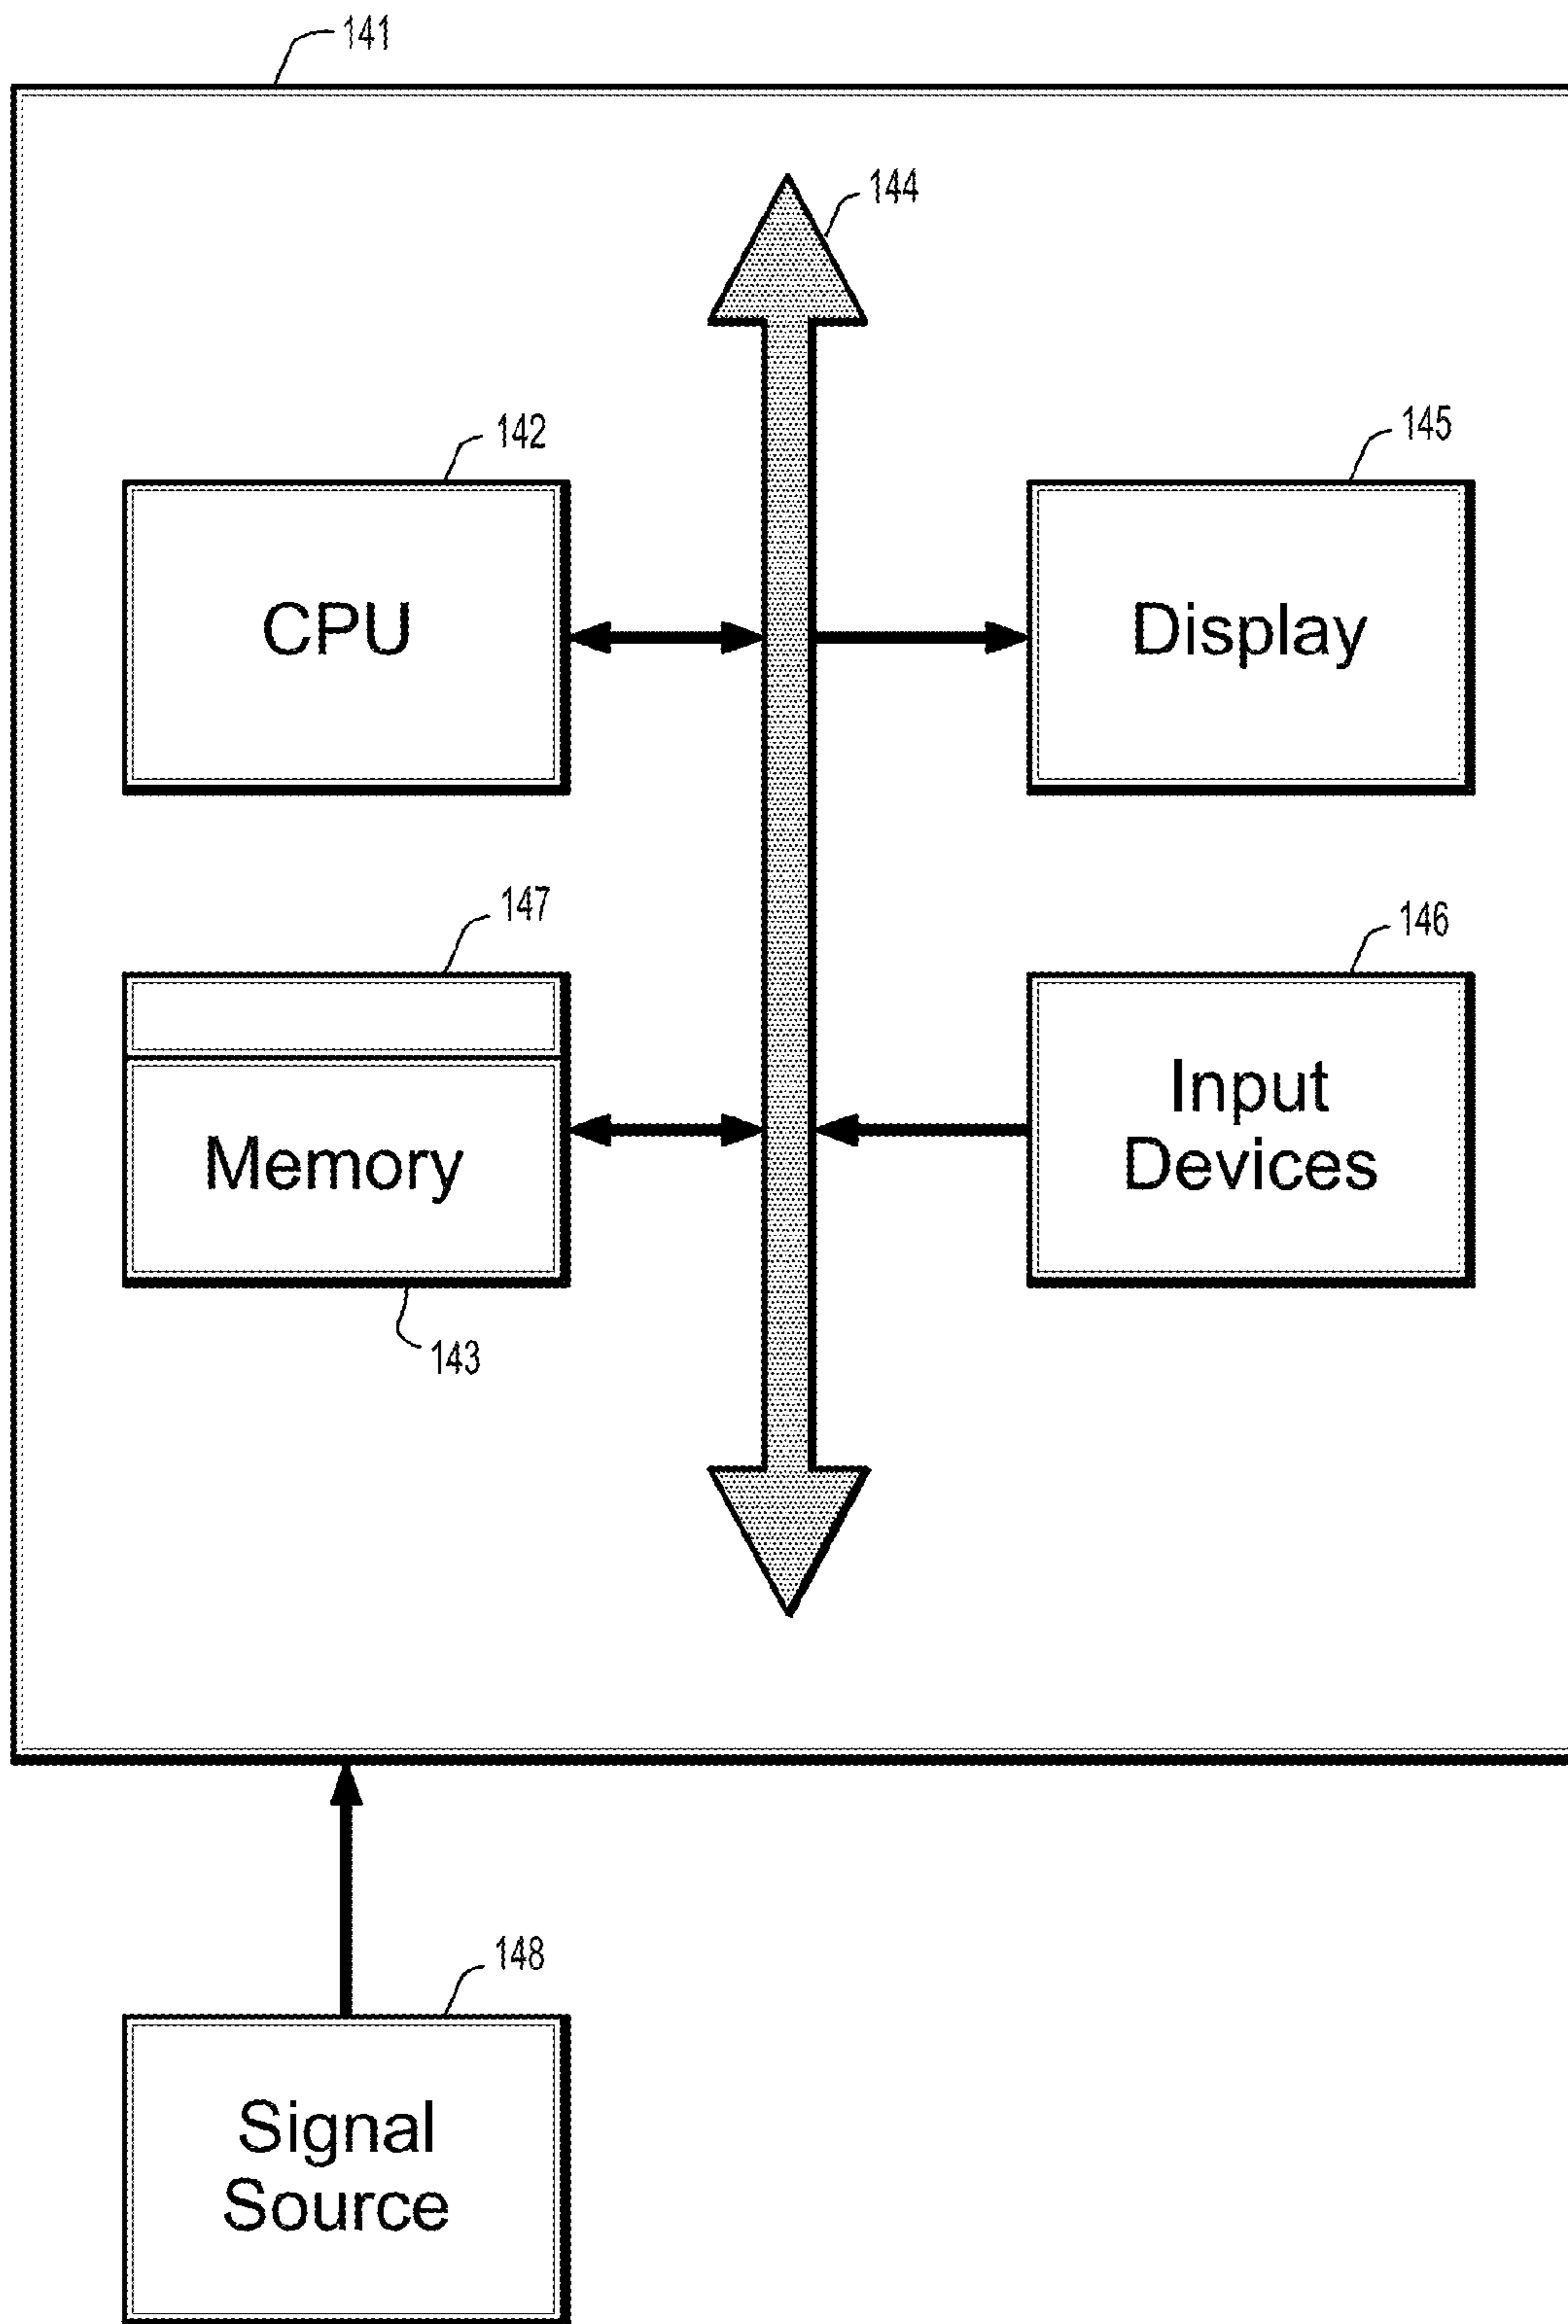 141
144
142
145
CPU
Display
147
146
Input
Devices
Memory
143
148
Signal
Source